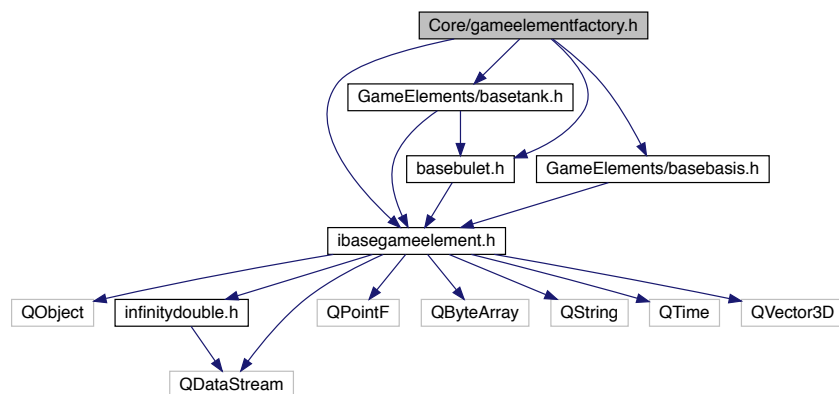 Core/gameelementfactory.h
GameElements/basetank.h
basebulet.h
GameElements/basebasis.h
ibasegameelement.h
QObject
infinitydouble.h
QPointF
QByteArray
QString
QTime
QVector3D
QDataStream